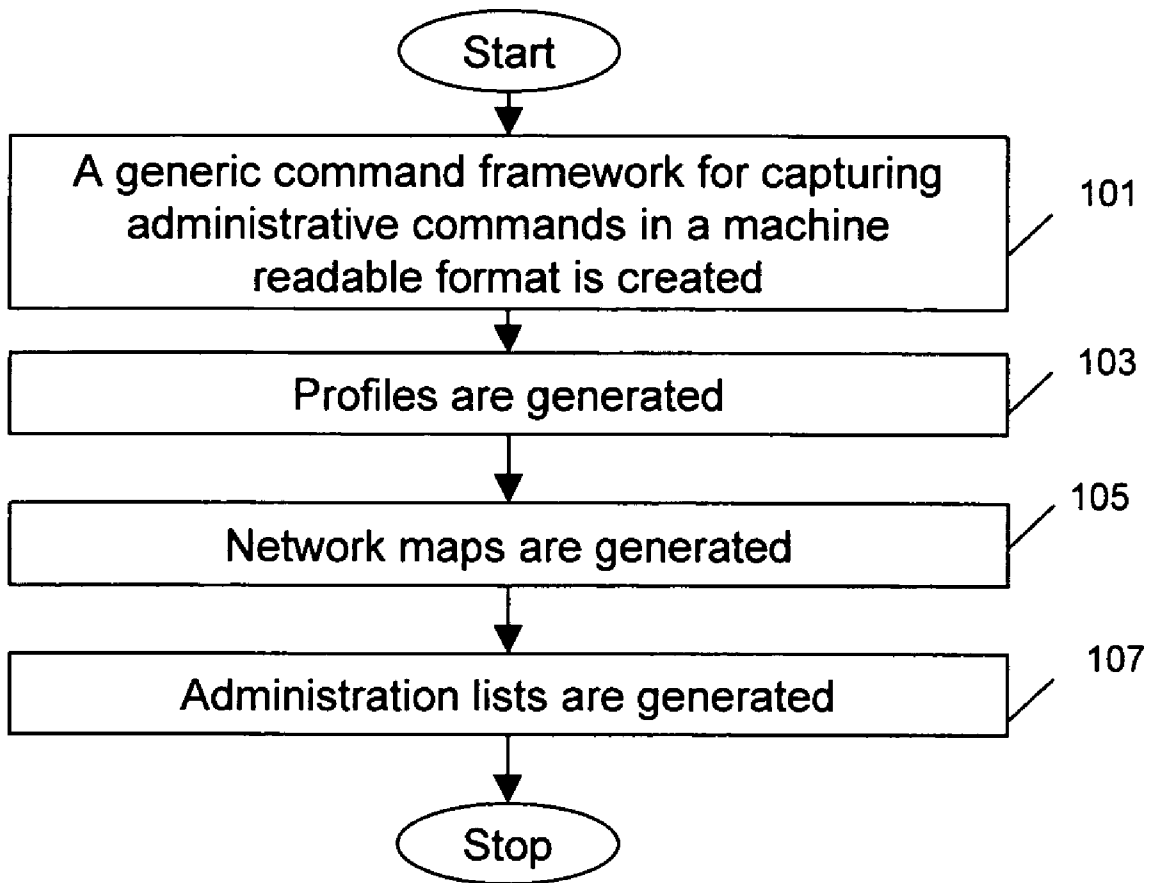 Start
A generic command framework for capturing
administrative commands in a machine
readable format is created
101
Profiles are generated
103
Network maps are generated
105
Administration lists are generated
107
Stop